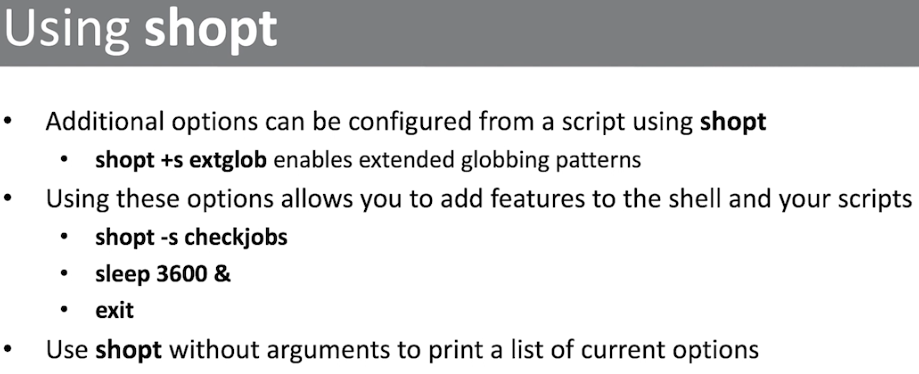 Using shopt
• Additional options can be configured from a script using shopt
• shopt +s extglob enables extended globbing patterns
• Using these options allows you to add features to the shell and your scripts
• shopt -s checkjobs
• sleep 3600 &
• exit
• Use shopt without arguments to print a list of current options